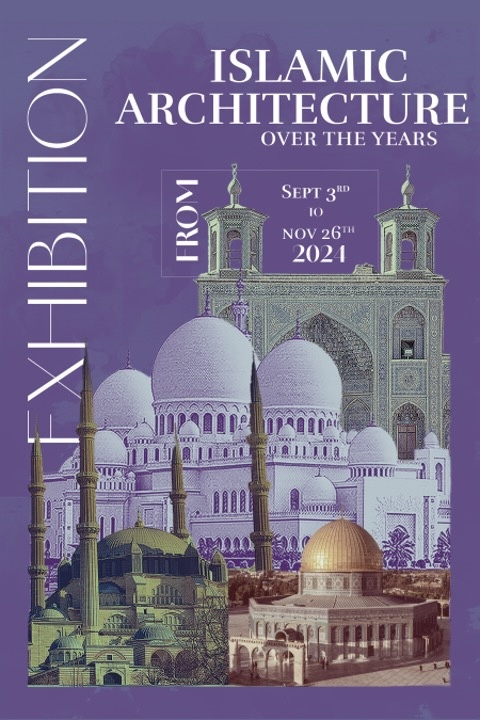 EXHIBITION
ISLAMIC
ARCHITECTURE
OVER THE YEARS
FROM
SEPT 3RD
TO
NOV 26TH
2024